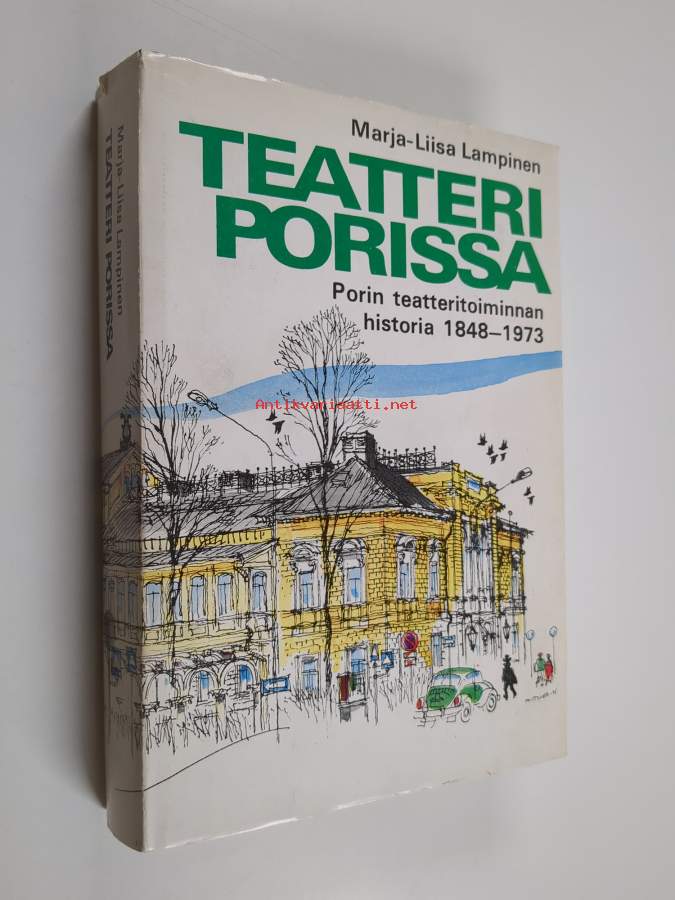 Marja-Liisa Lampinen
TEATTERI
PORISSA
Porin teatteritoiminnan
historia 1848–1973
Marja-Liisa Lampinen
TEATTERI PORISSA
Antikvariaatti.net